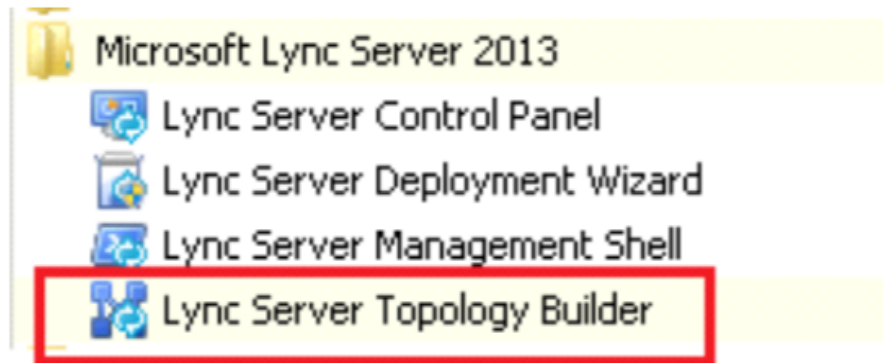 Microsoft Lync Server 2013
Lync Server Control Panel
Lync Server Deployment Wizard
Lync Server Management Shell
Lync Server Topology Builder